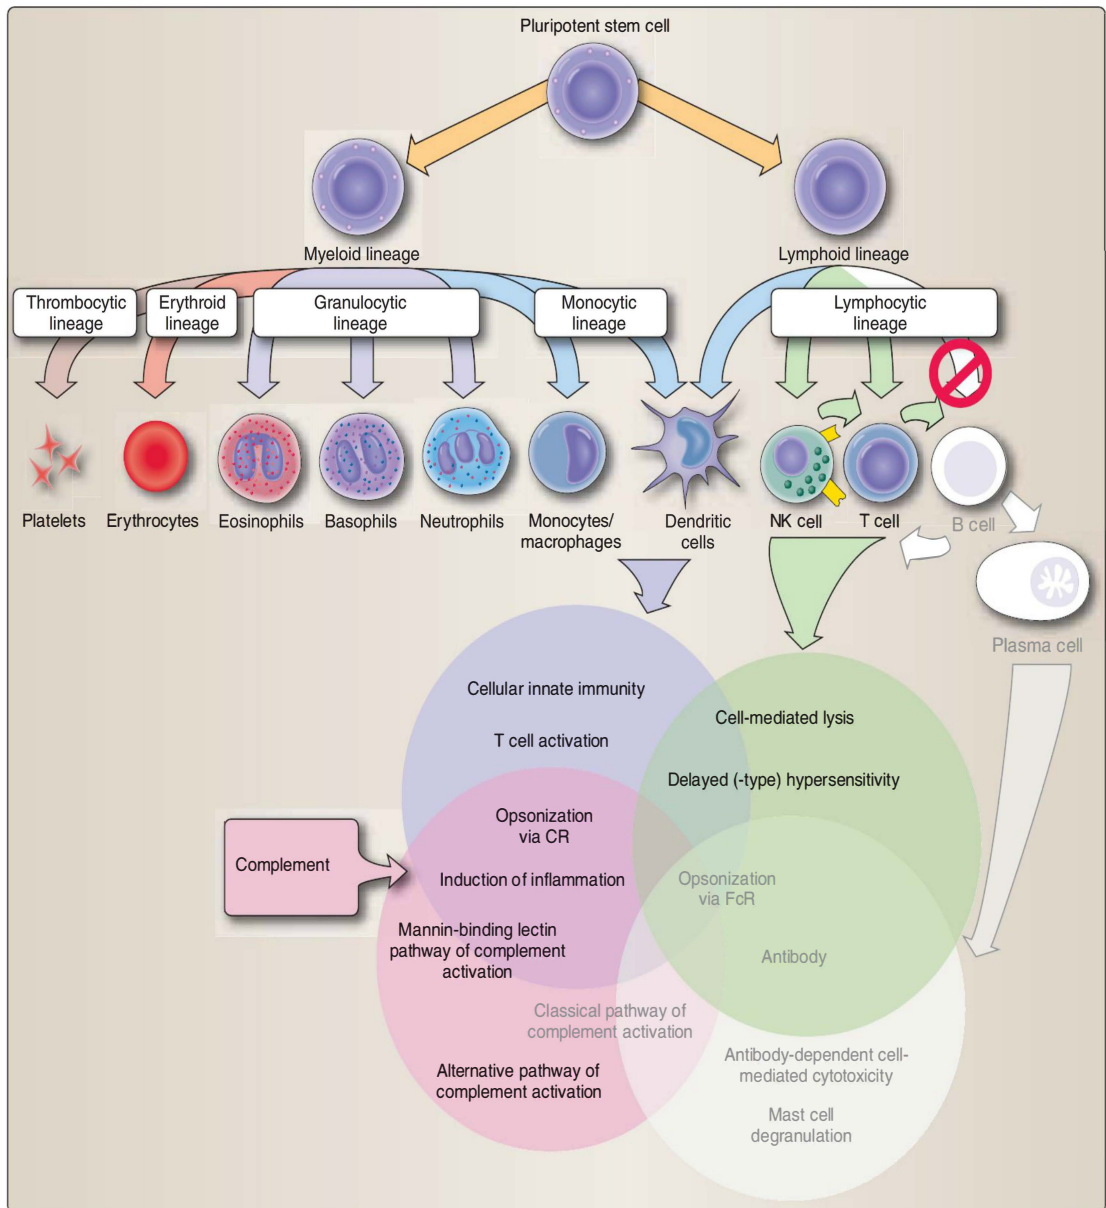 Pluripotent stem cell
Myeloid lineage
Lymphoid lineage
Thrombocytic
lineage
Erythroid
lineage
Granulocytic
lineage
Monocytic
lineage
Lymphocytic
lineage
Platelets
Erythrocytes
Eosinophils
Basophils
Neutrophils
Monocytes/
macrophages
Dendritic
cells
NK cell
T cell
B cell
Plasma cell
Cellular innate immunity
T cell activation
Cell-mediated lysis
Delayed (-type) hypersensitivity
Opsonization
via CR
Complement
Induction of inflammation
Opsonization
via FcR
Mannin-binding lectin
pathway of complement
activation
Antibody
Classical pathway of
complement activation
Alternative pathway of
complement activation
Antibody-dependent cell-
mediated cytotoxicity
Mast cell
degranulation